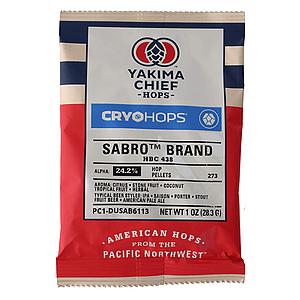 YAKIMA
CHIEF
-HOPS-
CRYOHOPS®
SABRO™ BRAND
HBC 438
ALPHA: 24.2% HOP PELLETS 273
AROMA: CITRUS • STONE FRUIT • COCONUT
TROPICAL FRUIT • HERBAL
TYPICAL BEER STYLES: IPA • SAISON • PORTER • STOUT
FRUIT BEER • AMERICAN PALE ALE
PC1-DUSAB6113 NET WT 1 OZ (28.3 G)
AMERICAN HOPS
FROM THE
PACIFIC NORTHWEST